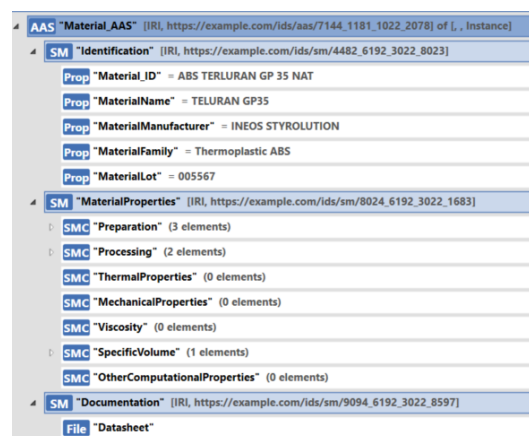 AAS "Material_AAS" [IRI, https://example.com/ids/aas/7144_1181_1022_2078] of [, , Instance]
SM "Identification" [IRI, https://example.com/ids/sm/4482_6192_3022_8023]
Prop "Material_ID" = ABS TERLURAN GP 35 NAT
Prop "MaterialName" = TELURAN GP35
Prop "MaterialManufacturer" = INEOS STYROLUTION
Prop "MaterialFamily" = Thermoplastic ABS
Prop "MaterialLot" = 005567
SM "MaterialProperties" [IRI, https://example.com/ids/sm/8024_6192_3022_1683]
SMC "Preparation" (3 elements)
SMC "Processing" (2 elements)
SMC "ThermalProperties" (0 elements)
SMC "MechanicalProperties" (0 elements)
SMC "Viscosity" (0 elements)
SMC "SpecificVolume" (1 elements)
SMC "OtherComputationalProperties" (0 elements)
SM "Documentation" [IRI, https://example.com/ids/sm/9094_6192_3022_8597]
File "Datasheet"